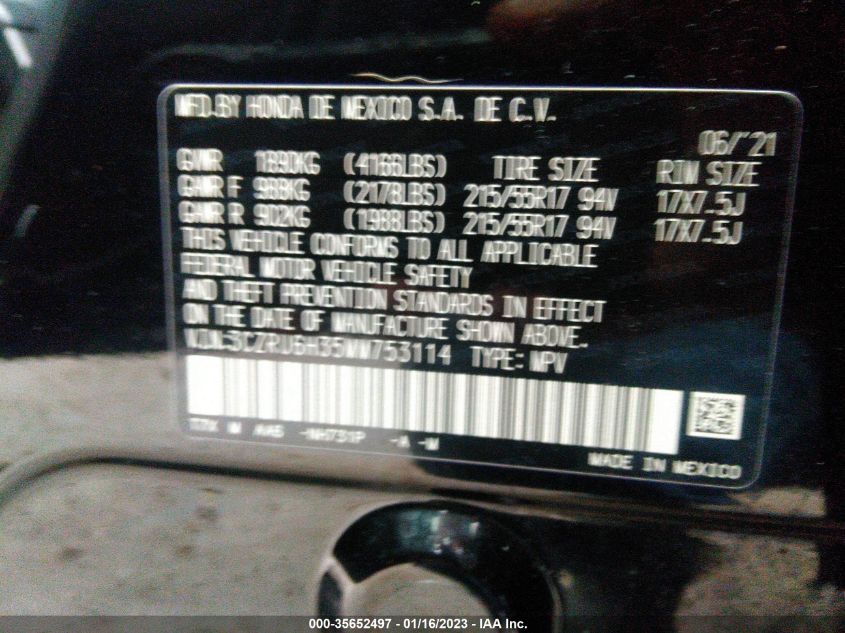 MFD.BY HONDA DE MEXICO S.A. DE C.V.
06/'21
GVWR 1890KG (4166LBS) TIRE SIZE RIM SIZE
GAWR F 988KG (2178LBS) 215/55R17 94V 17X7.5J
GAWR R 902KG (1988LBS) 215/55R17 94V 17X7.5J
THIS VEHICLE CONFORMS TO ALL APPLICABLE
FEDERAL MOTOR VEHICLE SAFETY
AND THEFT PREVENTION STANDARDS IN EFFECT
ON THE DATE OF MANUFACTURE SHOWN ABOVE.
VIN:3CZRU6H35MM753114 TYPE: MPV
-NH731P -A -M
MADE IN MEXICO
000-35652497 - 01/16/2023 - IAA Inc.